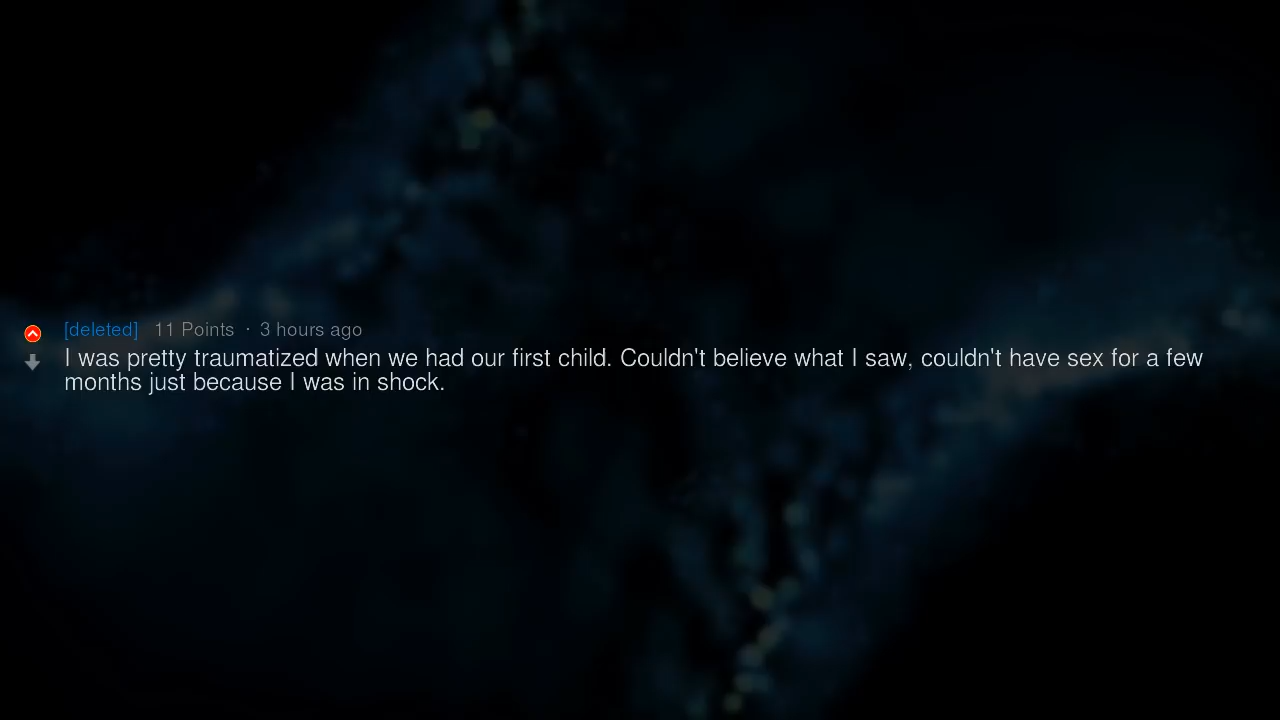 [deleted] 11 Points · 3 hours ago
I was pretty traumatized when we had our first child. Couldn't believe what I saw, couldn't have sex for a few
months just because I was in shock.